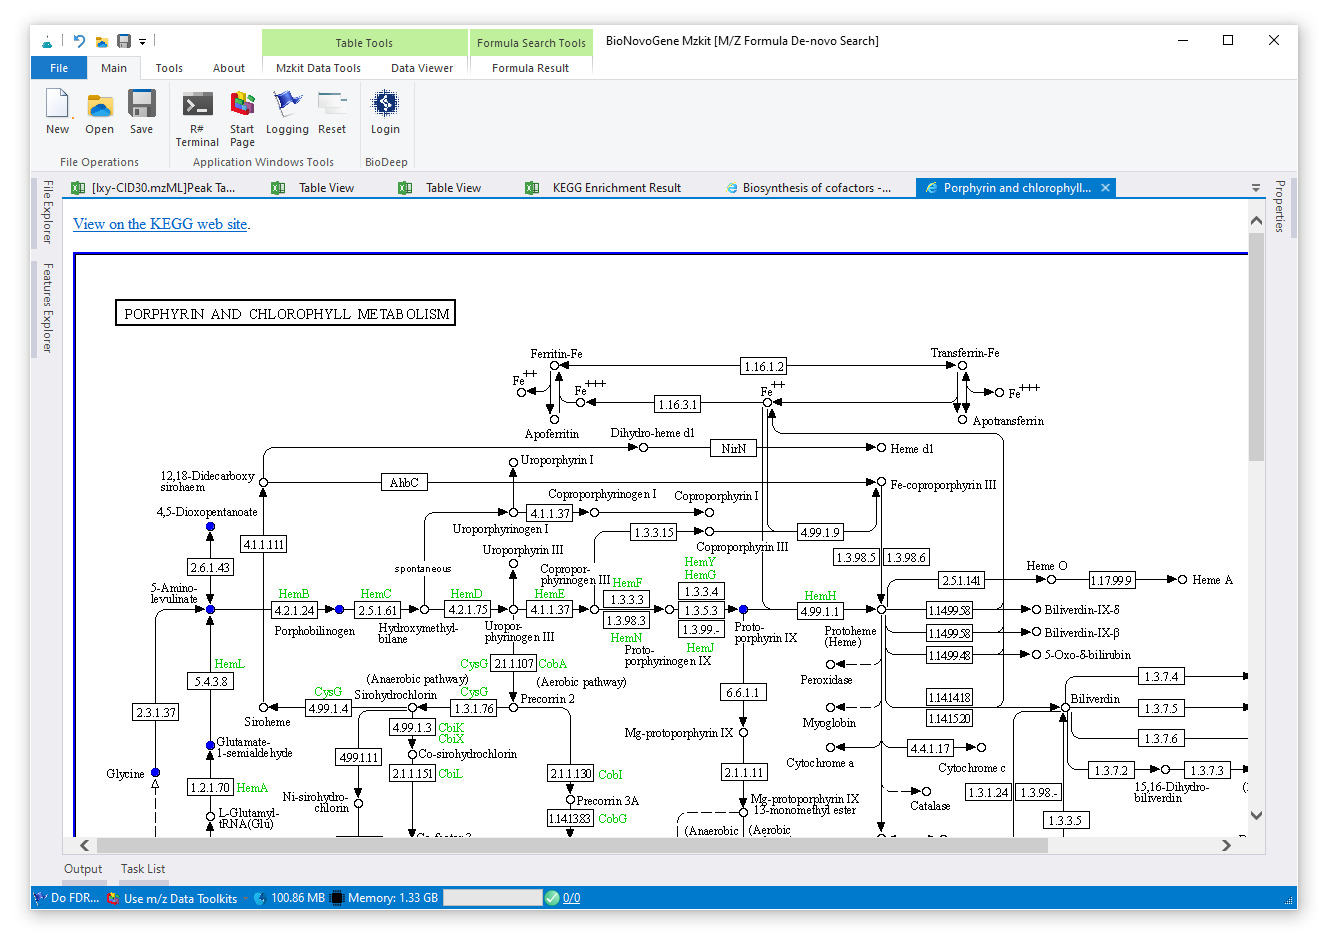 Table Tools
Formula Search Tools
BioNovoGene Mzkit [M/Z Formula De-novo Search]
File
Main
Tools
About
Mzkit Data Tools
Data Viewer
Formula Result
New
Open
Save
R#
Terminal
Start
Page
Logging
Reset
Login
File Operations
Application Windows Tools
BioDeep
File Explorer
Features Explorer
Properties
[lxy-CID30.mzML]Peak Ta...
Table View
Table View
KEGG Enrichment Result
Biosynthesis of cofactors -...
Porphyrin and chlorophyll...
View on the KEGG web site.
PORPHYRIN AND CHLOROPHYLL METABOLISM
Ferritin-Fe
1.16.1.2
Transferrin-Fe
Fe++
Fe+++
Fe++
Fe+++
1.16.3.1
Apoferritin
Apotransferrin
Dihydro-heme d1
NirN
Heme d1
Uroporphyrin I
12,18-Didecarboxy
sirohaem
AhbC
Fe-coproporphyrin III
Coproporphyrinogen I
Coproporphyrin I
4,5-Dioxopentanoate
4.1.1.37
Uroporphyrinogen I
1.3.3.15
4.99.1.9
4.1.1.111
Uroporphyrin III
Coproporphyrin III
1.3.98.5
1.3.98.6
2.6.1.43
spontaneous
Copropor-
phyrinogen III
HemY
HemG
Heme O
2.5.1.141
1.17.99.9
Heme A
5-Amino-
levulinate
HemB
HemC
HemD
HemE
HemF
1.3.3.4
HemH
4.2.1.24
2.5.1.61
4.2.1.75
4.1.1.37
1.3.3.3
1.3.5.3
4.99.1.1
1.14.99.58
Biliverdin-IX-δ
Porphobilinogen
Hydroxymethyl-
bilane
Uropor-
phyrinogen III
1.3.98.3
HemN
1.3.99.-
HemJ
Proto-
porphyrin IX
Protoheme
(Heme)
1.14.99.58
Biliverdin-IX-β
Proto-
porphyrinogen IX
1.14.99.48
5-Oxo-δ-bilirubin
HemL
CysG
2.1.1.107
CobA
5.4.3.8
(Anaerobic pathway)
(Aerobic pathway)
Peroxidase
1.3.7.4
CysG
Sirohydrochlorin
CysG
Precorrin 2
6.6.1.1
1.14.14.18
Biliverdin
2.3.1.37
Siroheme
4.99.1.4
1.3.1.76
1.14.15.20
1.3.7.5
Myoglobin
4.99.1.3
CbiK
CbiX
Mg-protoporphyrin IX
1.3.7.6
Glutamate-
1-semialdehyde
4.99.1.11
Co-sirohydrochlorin
4.4.1.17
Cytochrome a
Cytochrome c
Glycine
2.1.1.151
CbiL
2.1.1.130
CobI
2.1.1.11
1.3.7.2
1.3.7.3
1.2.1.70
HemA
Ni-sirohydro-
chlorin
Precorrin 3A
Mg-protoporphyrin IX
13-monomethyl ester
Catalase
1.3.1.24
1.3.98.-
15,16-Dihydro-
biliverdin
L-Glutamyl-
tRNA(Glu)
1.14.13.83
CobG
1.3.3.5
(Anaerobic
(Aerobic
Output
Task List
Do FDR...
Use m/z Data Toolkits
100.86 MB
Memory: 1.33 GB
0/0